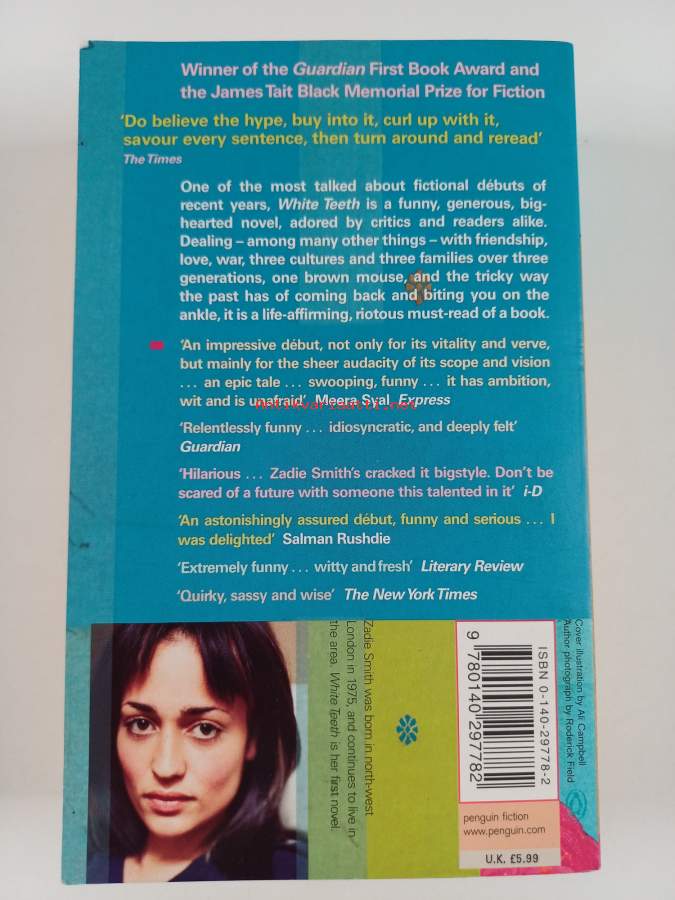 Winner of the Guardian First Book Award and
the James Tait Black Memorial Prize for Fiction
‘Do believe the hype, buy into it, curl up with it,
savour every sentence, then turn around and reread’
The Times
One of the most talked about fictional débuts of
recent years, White Teeth is a funny, generous, big-
hearted novel, adored by critics and readers alike.
Dealing – among many other things – with friendship,
love, war, three cultures and three families over three
generations, one brown mouse, and the tricky way
the past has of coming back and biting you on the
ankle, it is a life-affirming, riotous must-read of a book.
‘An impressive début, not only for its vitality and verve,
but mainly for the sheer audacity of its scope and vision
... an epic tale ... swooping, funny ... it has ambition,
wit and is unafraid’ Meera Syal Express
Antikvariaatti.net
‘Relentlessly funny ... idiosyncratic, and deeply felt’
Guardian
‘Hilarious ... Zadie Smith’s cracked it bigstyle. Don’t be
scared of a future with someone this talented in it’ i-D
‘An astonishingly assured début, funny and serious ... I
was delighted’ Salman Rushdie
‘Extremely funny ... witty and fresh’ Literary Review
‘Quirky, sassy and wise’ The New York Times
Zadie Smith was born in north-west
London in 1975, and continues to live in
the area. White Teeth is her first novel.
ISBN 0-140-29778-2
9 780140 297782
Cover illustration by Ali Campbell
Author photograph by Roderick Field
penguin fiction
www.penguin.com
U.K. £5.99